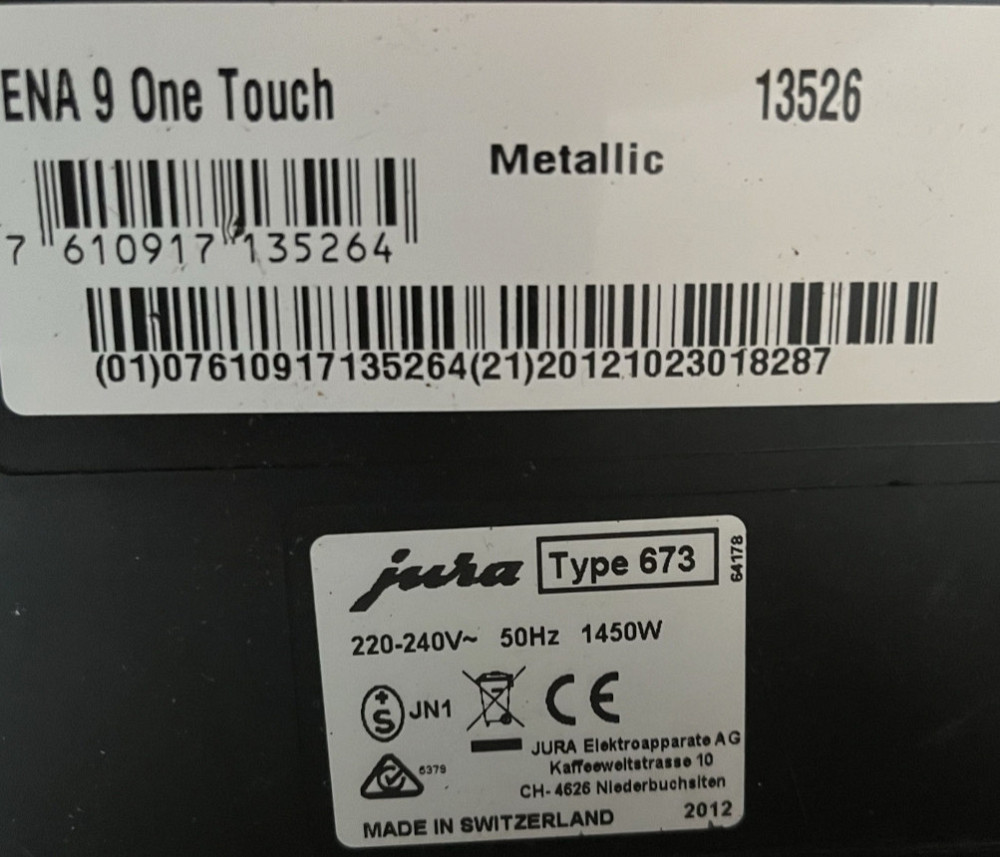 ENA 9 One Touch
13526
Metallic
7 610917 135264
(01)07610917135264(21)20121023018287
jura
Type 673
64178
220-240V~ 50Hz 1450W
S JN1
CE
6379
JURA Elektroapparate AG
Kaffeeweltstrasse 10
CH- 4626 Niederbuchsiten
2012
MADE IN SWITZERLAND